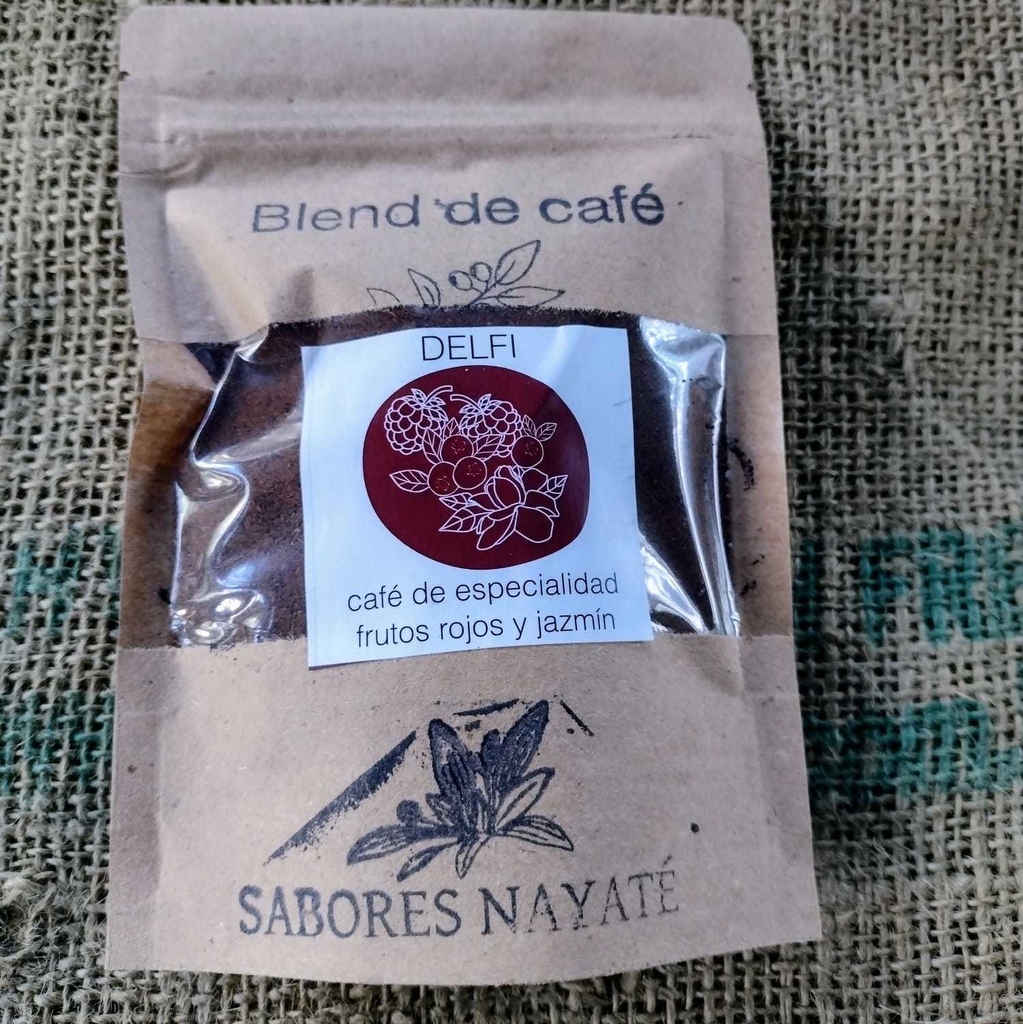 Blend de café
DELFI
café de especialidad
frutos rojos y jazmín
SABORES NAYATÉ